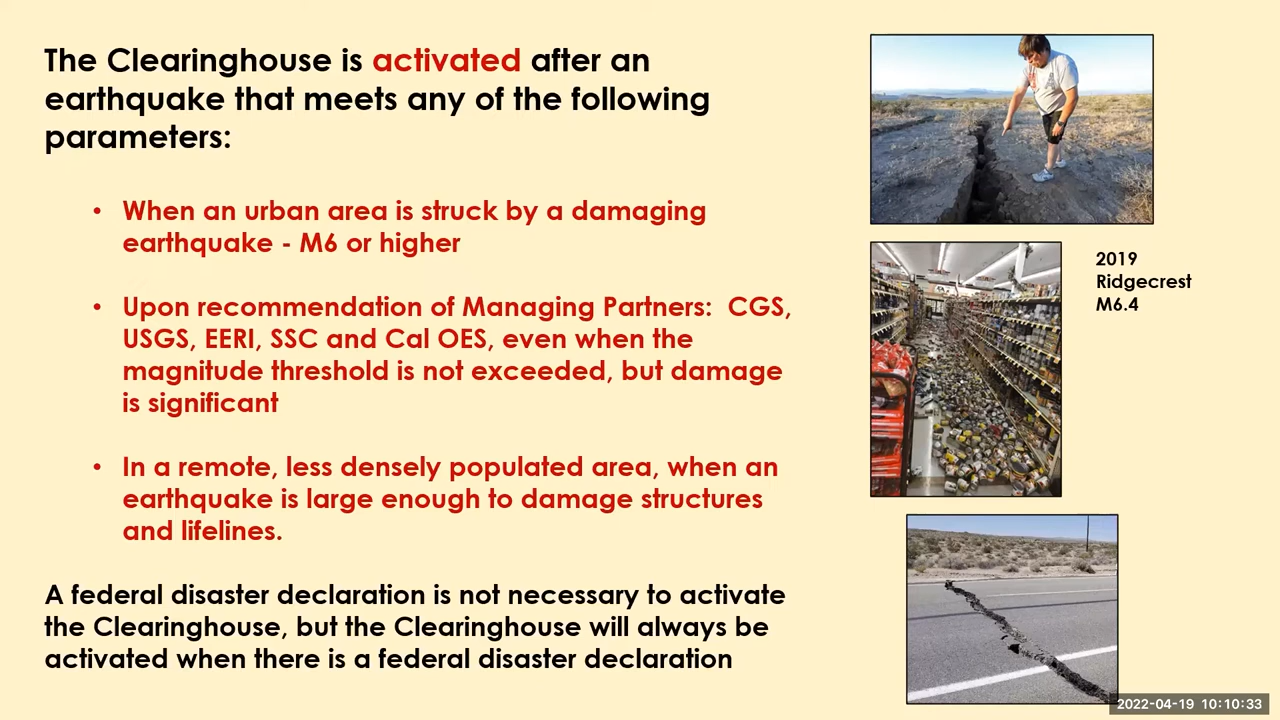 The Clearinghouse is activated after an
earthquake that meets any of the following
parameters:
• When an urban area is struck by a damaging
earthquake - M6 or higher
• Upon recommendation of Managing Partners: CGS,
USGS, EERI, SSC and Cal OES, even when the
magnitude threshold is not exceeded, but damage
is significant
• In a remote, less densely populated area, when an
earthquake is large enough to damage structures
and lifelines.
A federal disaster declaration is not necessary to activate
the Clearinghouse, but the Clearinghouse will always be
activated when there is a federal disaster declaration
2019
Ridgecrest
M6.4
2022-04-19 10:10:33